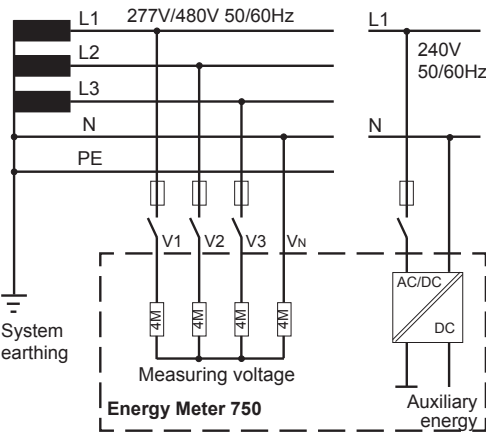 L1 277V/480V 50/60Hz
L2
L3
N
PE
L1
240V
50/60Hz
N
V1 V2 V3 VN
4M 4M 4M 4M
AC/DC
DC
System
earthing
Measuring voltage
Energy Meter 750
Auxiliary
energy